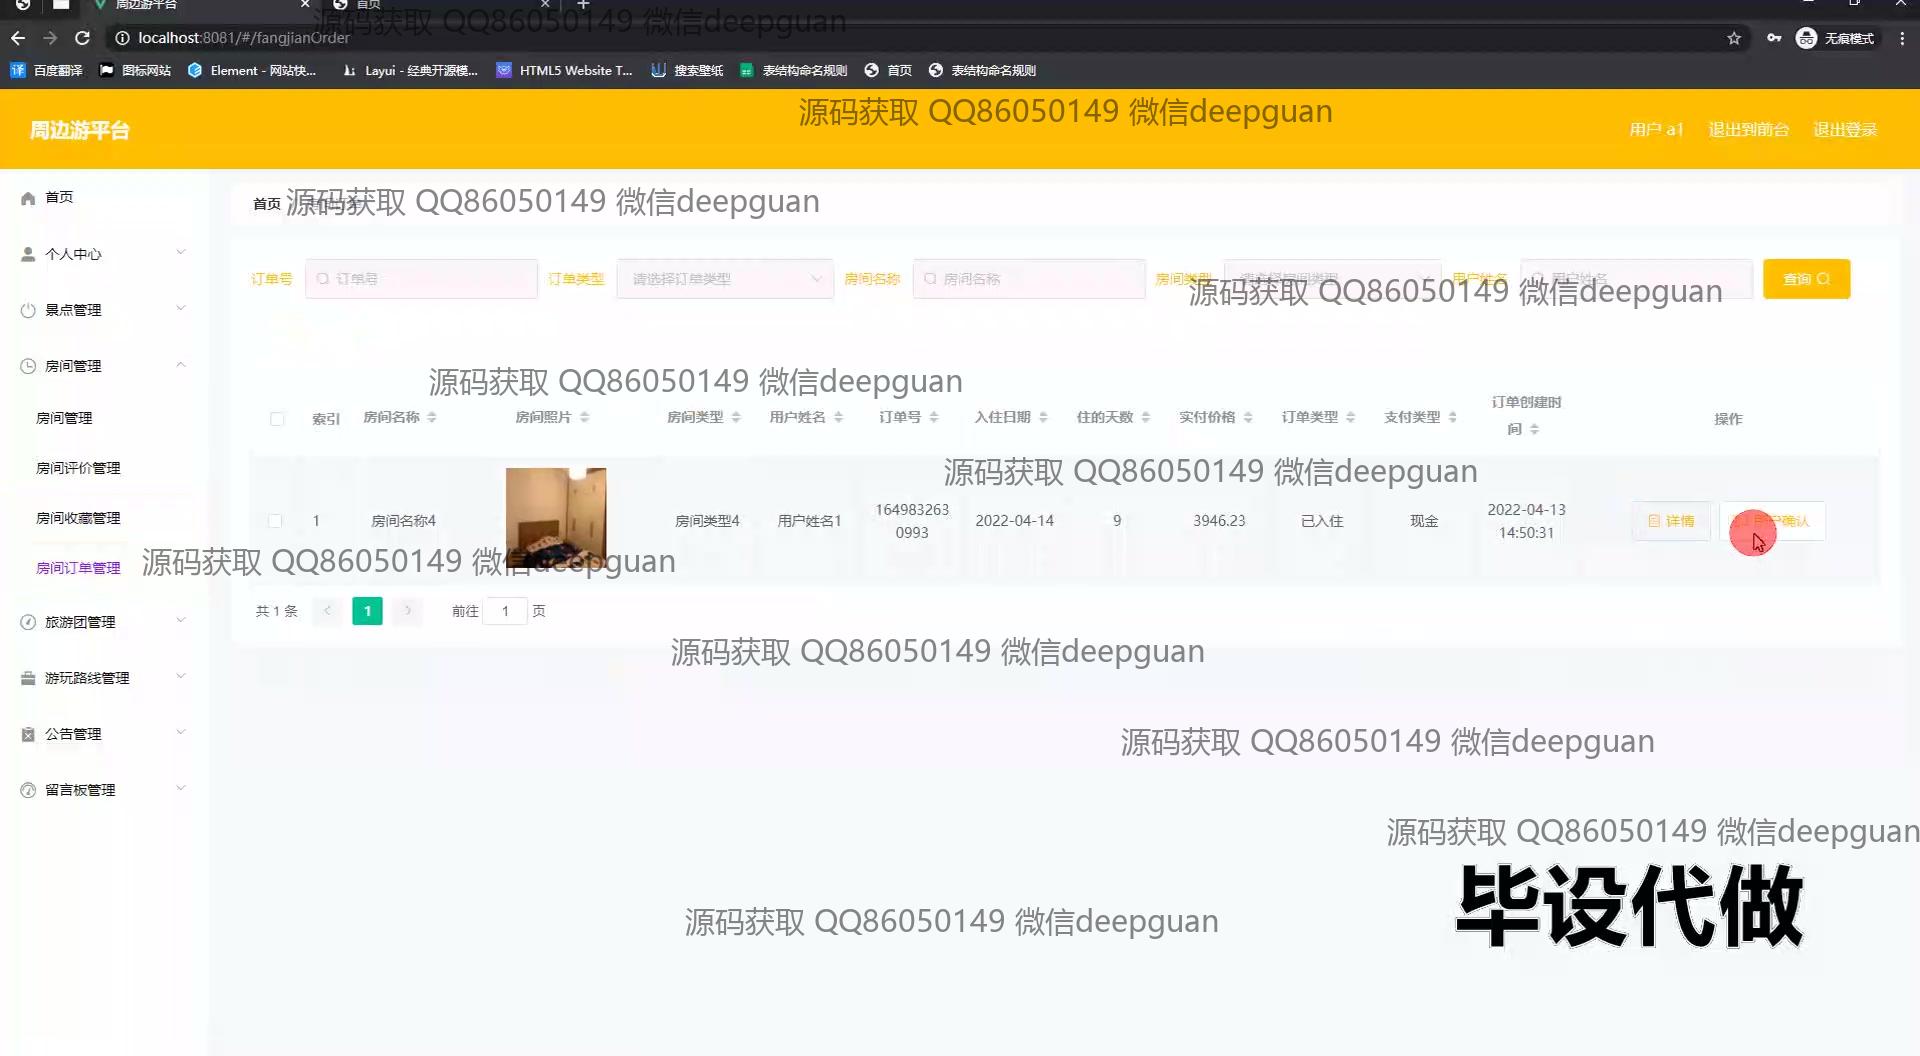 周边游平台
首页
源码获取 QQ86050149 微信deepguan
localhost:8081/#/fangjianOrder
无痕模式
百度翻译
图标网站
Element - 网站快...
Layui - 经典开源模...
HTML5 Website T...
搜索壁纸
表结构命名规则
首页
表结构命名规则
源码获取 QQ86050149 微信deepguan
周边游平台
用户 a1
退出到前台
退出登录
首页
个人中心
景点管理
房间管理
房间管理
房间评价管理
房间收藏管理
房间订单管理
旅游团管理
游玩路线管理
公告管理
留言板管理
首页
源码获取 QQ86050149 微信deepguan
订单号
订单号
订单类型
请选择订单类型
房间名称
房间名称
房间类型
请选择房间类型
用户姓名
用户姓名
查询
源码获取 QQ86050149 微信deepguan
源码获取 QQ86050149 微信deepguan
索引
房间名称
房间照片
房间类型
用户姓名
订单号
入住日期
住的天数
实付价格
订单类型
支付类型
订单创建时
间
操作
源码获取 QQ86050149 微信deepguan
1
房间名称4
房间类型4
用户姓名1
164983263
0993
2022-04-14
9
3946.23
已入住
现金
2022-04-13
14:50:31
详情
确认
源码获取 QQ86050149 微信deepguan
共 1 条
1
前往
1
页
源码获取 QQ86050149 微信deepguan
源码获取 QQ86050149 微信deepguan
源码获取 QQ86050149 微信deepguan
毕设代做
源码获取 QQ86050149 微信deepguan